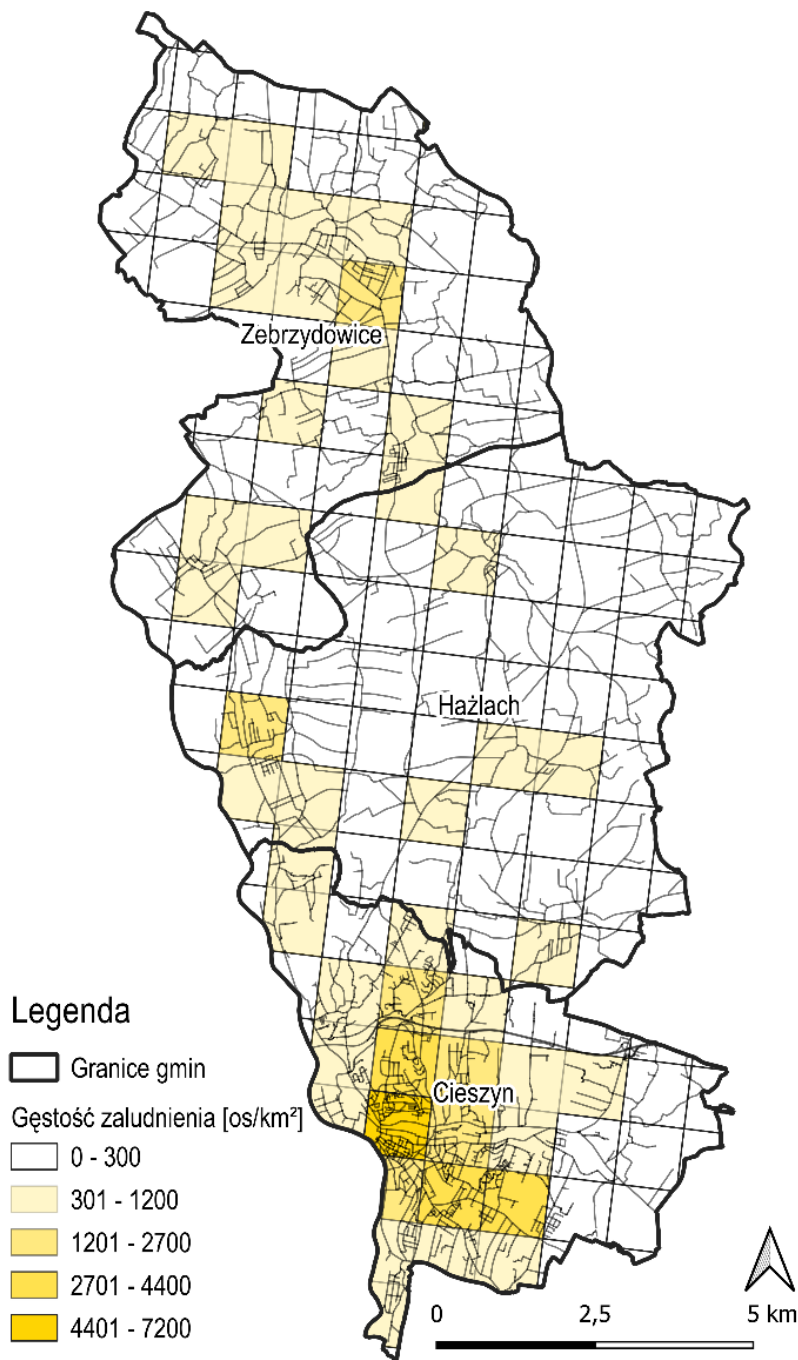 Zebrzydowice
Hażlach
Cieszyn
Legenda
Granice gmin
Gęstość zaludnienia [os/km²]
0 - 300
301 - 1200
1201 - 2700
2701 - 4400
4401 - 7200
0 2,5 5 km